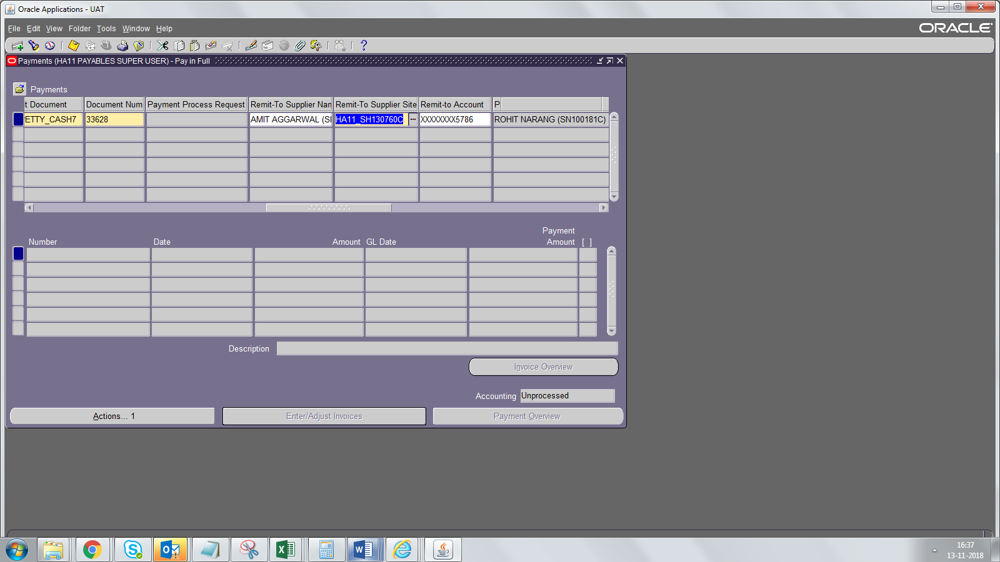 Oracle Applications - UAT
File Edit View Folder Tools Window Help
ORACLE
Payments (HA11 PAYABLES SUPER USER) - Pay in Full
Payments
t Document Document Num Payment Process Request Remit-To Supplier Nan Remit-To Supplier Site Remit-to Account P
ETTY_CASH7 33628 AMIT AGGARWAL (SI HA11_SH130760C ... XXXXXXXX5786 ROHIT NARANG (SN100181C)
Payment
Number Date Amount GL Date Amount [ ]
Description
Invoice Overview
Accounting Unprocessed
Actions... 1 Enter/Adjust Invoices Payment Overview
16:37
13-11-2018